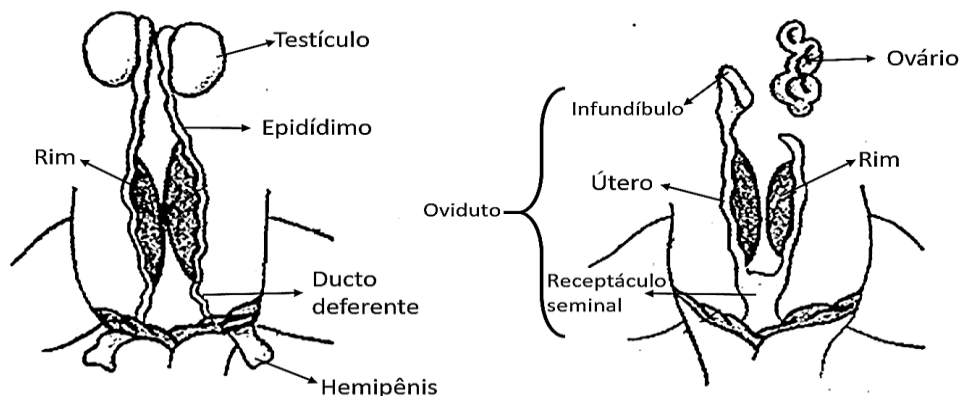 Testículo
Epidídimo
Rim
Ducto
deferente
Hemipênis
Ovário
Infundíbulo
Rim
Útero
Oviduto
Receptáculo
seminal